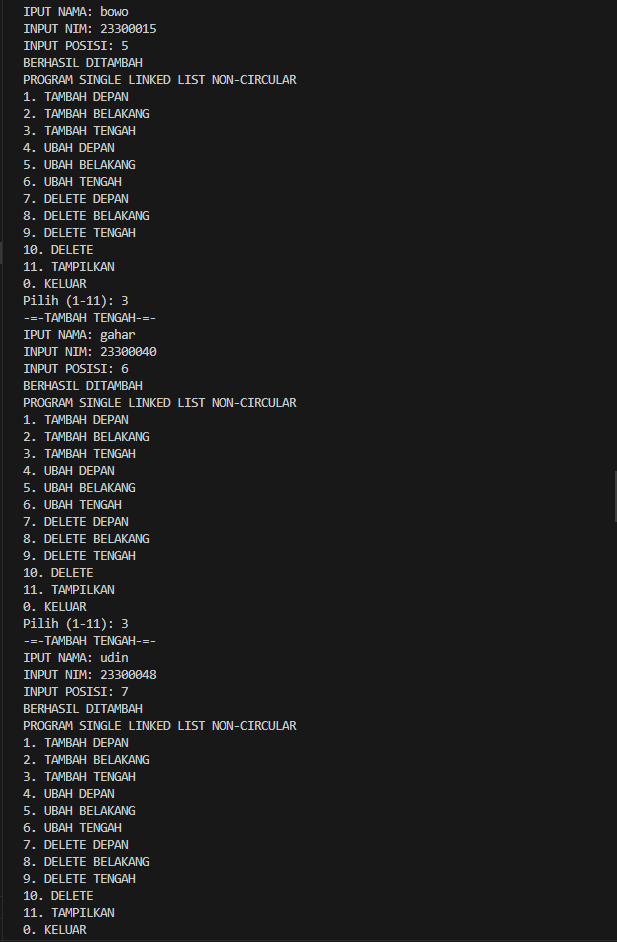 IPUT NAMA: bowo
INPUT NIM: 23300015
INPUT POSISI: 5
BERHASIL DITAMBAH
PROGRAM SINGLE LINKED LIST NON-CIRCULAR
1. TAMBAH DEPAN
2. TAMBAH BELAKANG
3. TAMBAH TENGAH
4. UBAH DEPAN
5. UBAH BELAKANG
6. UBAH TENGAH
7. DELETE DEPAN
8. DELETE BELAKANG
9. DELETE TENGAH
10. DELETE
11. TAMPILKAN
0. KELUAR
Pilih (1-11): 3
-=-TAMBAH TENGAH-=-
IPUT NAMA: gahar
INPUT NIM: 23300040
INPUT POSISI: 6
BERHASIL DITAMBAH
PROGRAM SINGLE LINKED LIST NON-CIRCULAR
1. TAMBAH DEPAN
2. TAMBAH BELAKANG
3. TAMBAH TENGAH
4. UBAH DEPAN
5. UBAH BELAKANG
6. UBAH TENGAH
7. DELETE DEPAN
8. DELETE BELAKANG
9. DELETE TENGAH
10. DELETE
11. TAMPILKAN
0. KELUAR
Pilih (1-11): 3
-=-TAMBAH TENGAH-=-
IPUT NAMA: udin
INPUT NIM: 23300048
INPUT POSISI: 7
BERHASIL DITAMBAH
PROGRAM SINGLE LINKED LIST NON-CIRCULAR
1. TAMBAH DEPAN
2. TAMBAH BELAKANG
3. TAMBAH TENGAH
4. UBAH DEPAN
5. UBAH BELAKANG
6. UBAH TENGAH
7. DELETE DEPAN
8. DELETE BELAKANG
9. DELETE TENGAH
10. DELETE
11. TAMPILKAN
0. KELUAR